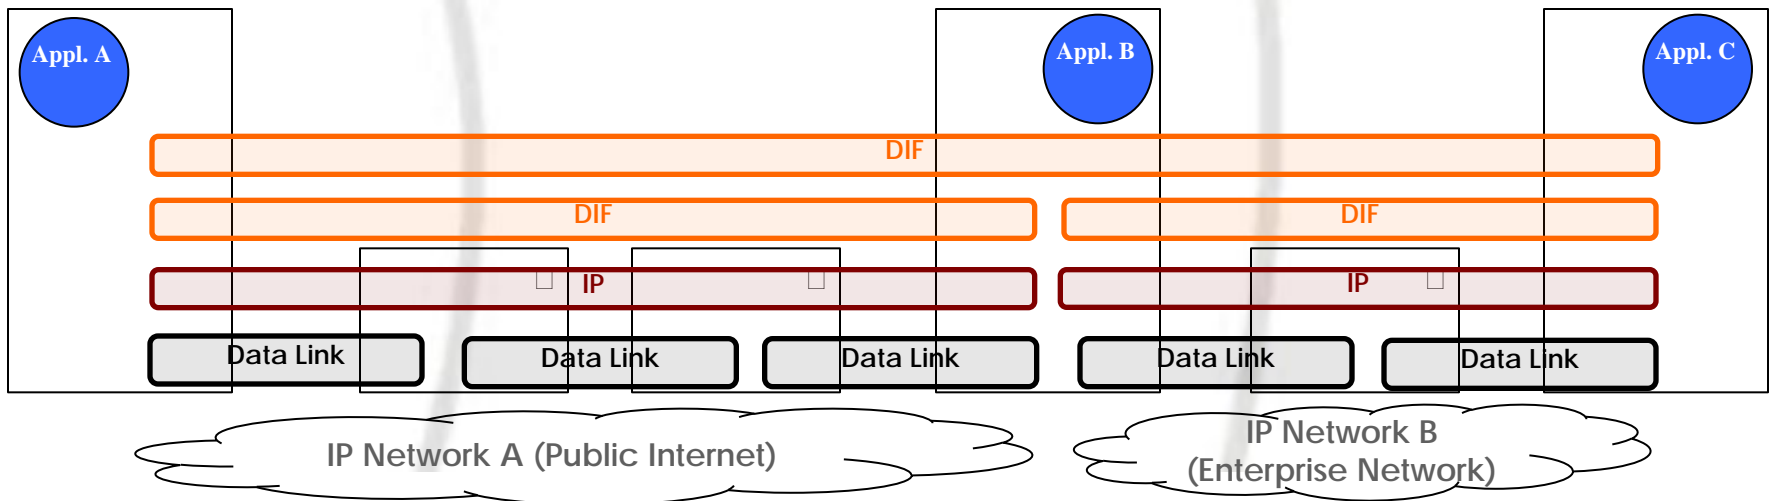 Appl. A
Appl. B
Appl. C
DIF
DIF
DIF
IP
IP
Data Link
Data Link
Data Link
Data Link
Data Link
IP Network A (Public Internet)
IP Network B
(Enterprise Network)